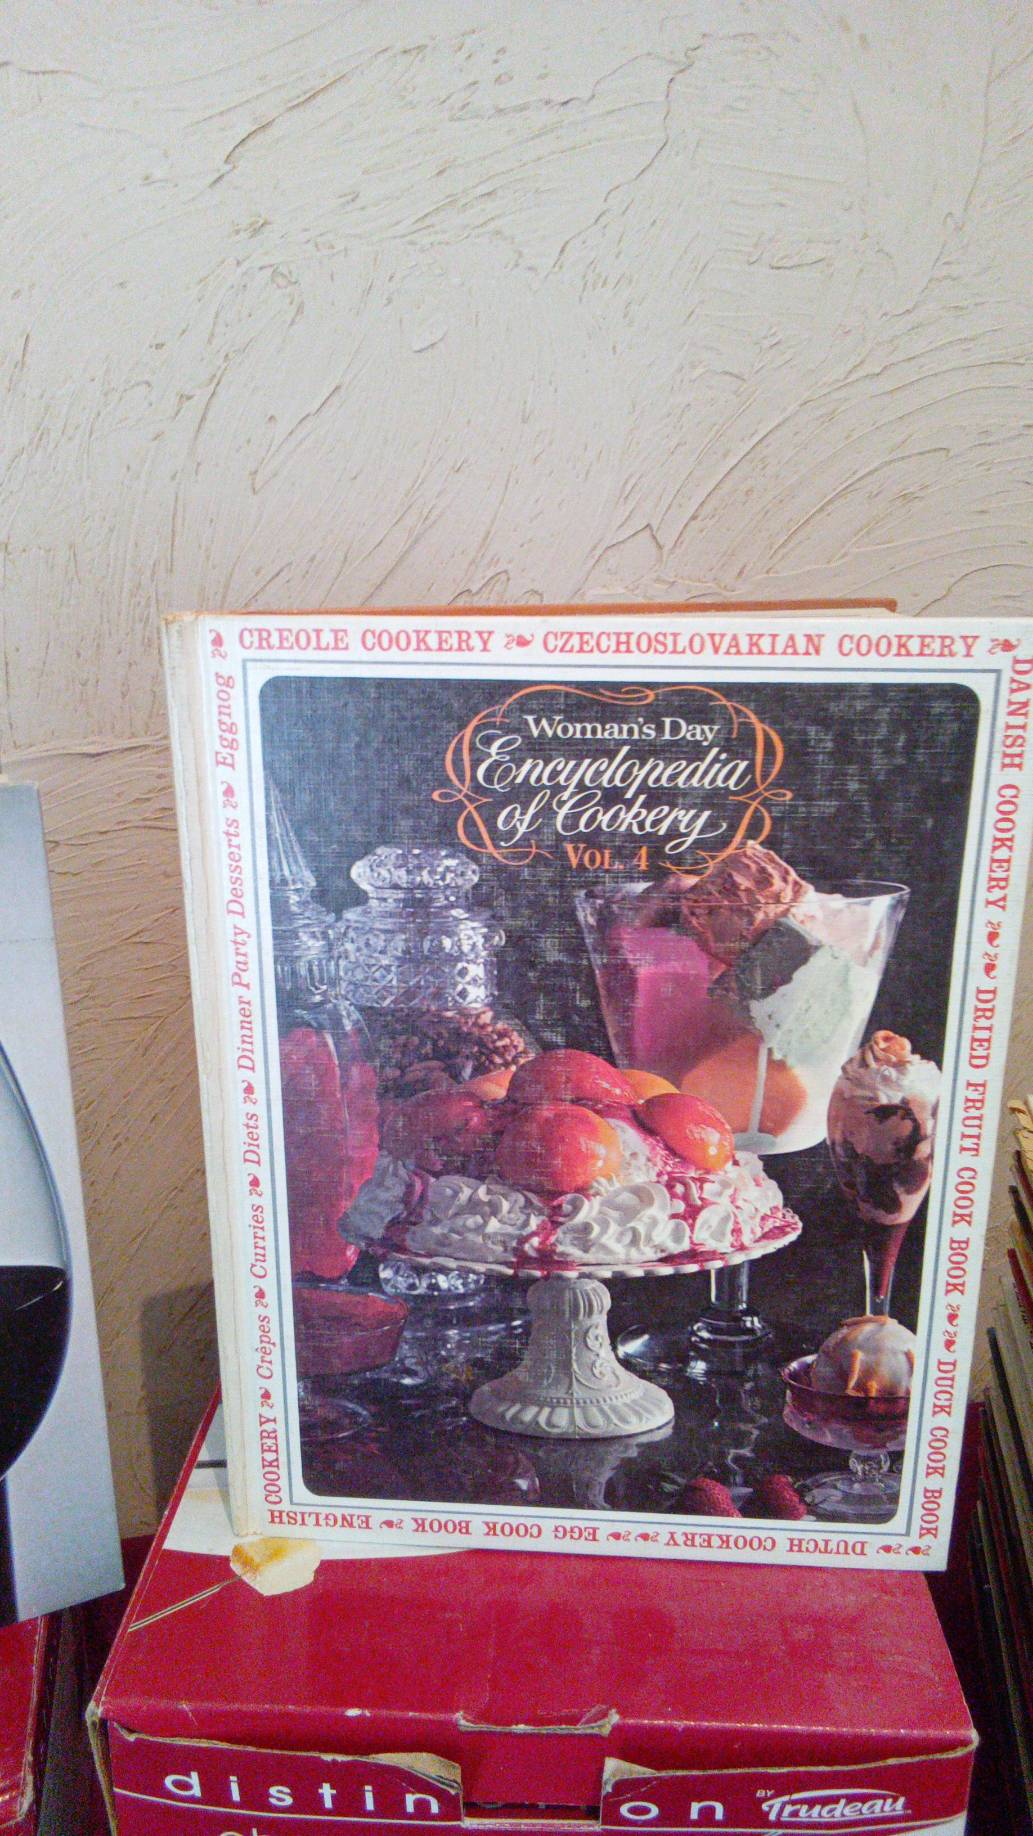 CREOLE COOKERY CZECHOSLOVAKIAN COOKERY
DANISH COOKERY DRIED FRUIT COOK BOOK DUCK COOK BOOK
DUTCH COOKERY EGG COOK BOOK ENGLISH
COOKERY Crêpes Curries Diets Dinner Party Desserts Eggnog
Woman's Day
Encyclopedia
of Cookery
VOL. 4
distin on BY Trudeau